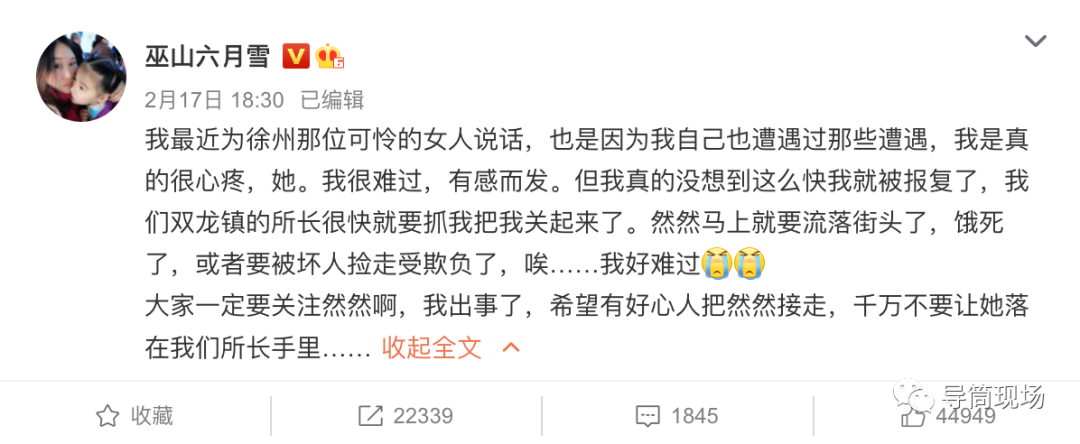 巫山六月雪 V
2月17日 18:30 已编辑
我最近为徐州那位可怜的女人说话，也是因为我自己也遭遇过那些遭遇，我是真
的很心疼，她。我很难过，有感而发。但我真的没想到这么快我就被报复了，我
们双龙镇的所长很快就要抓我把我关起来了。然然马上就要流落街头了，饿死
了，或者要被坏人捡走受欺负了，唉……我好难过😭😭
大家一定要关注然然啊，我出事了，希望有好心人把然然接走，千万不要让她落
在我们所长手里…… 收起全文
导筒现场
收藏 22339 1845 44949